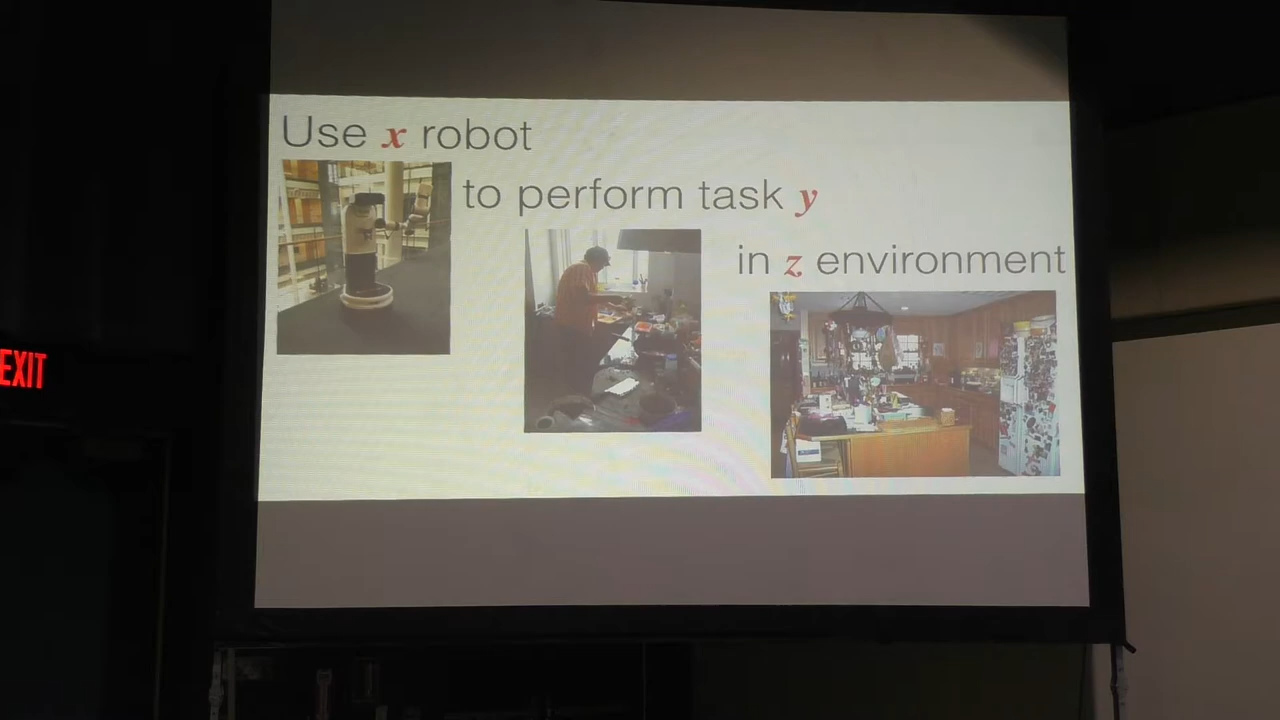 Use x robot
to perform task y
in z environment
EXIT